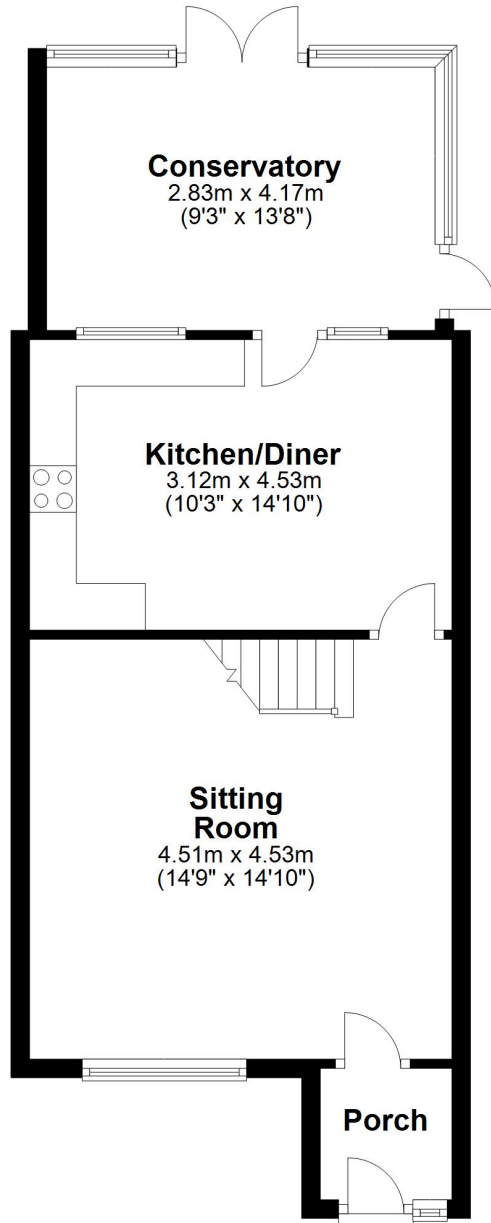 Conservatory
2.83m x 4.17m
(9'3" x 13'8")
Kitchen/Diner
3.12m x 4.53m
(10'3" x 14'10")
Sitting
Room
4.51m x 4.53m
(14'9" x 14'10")
Porch